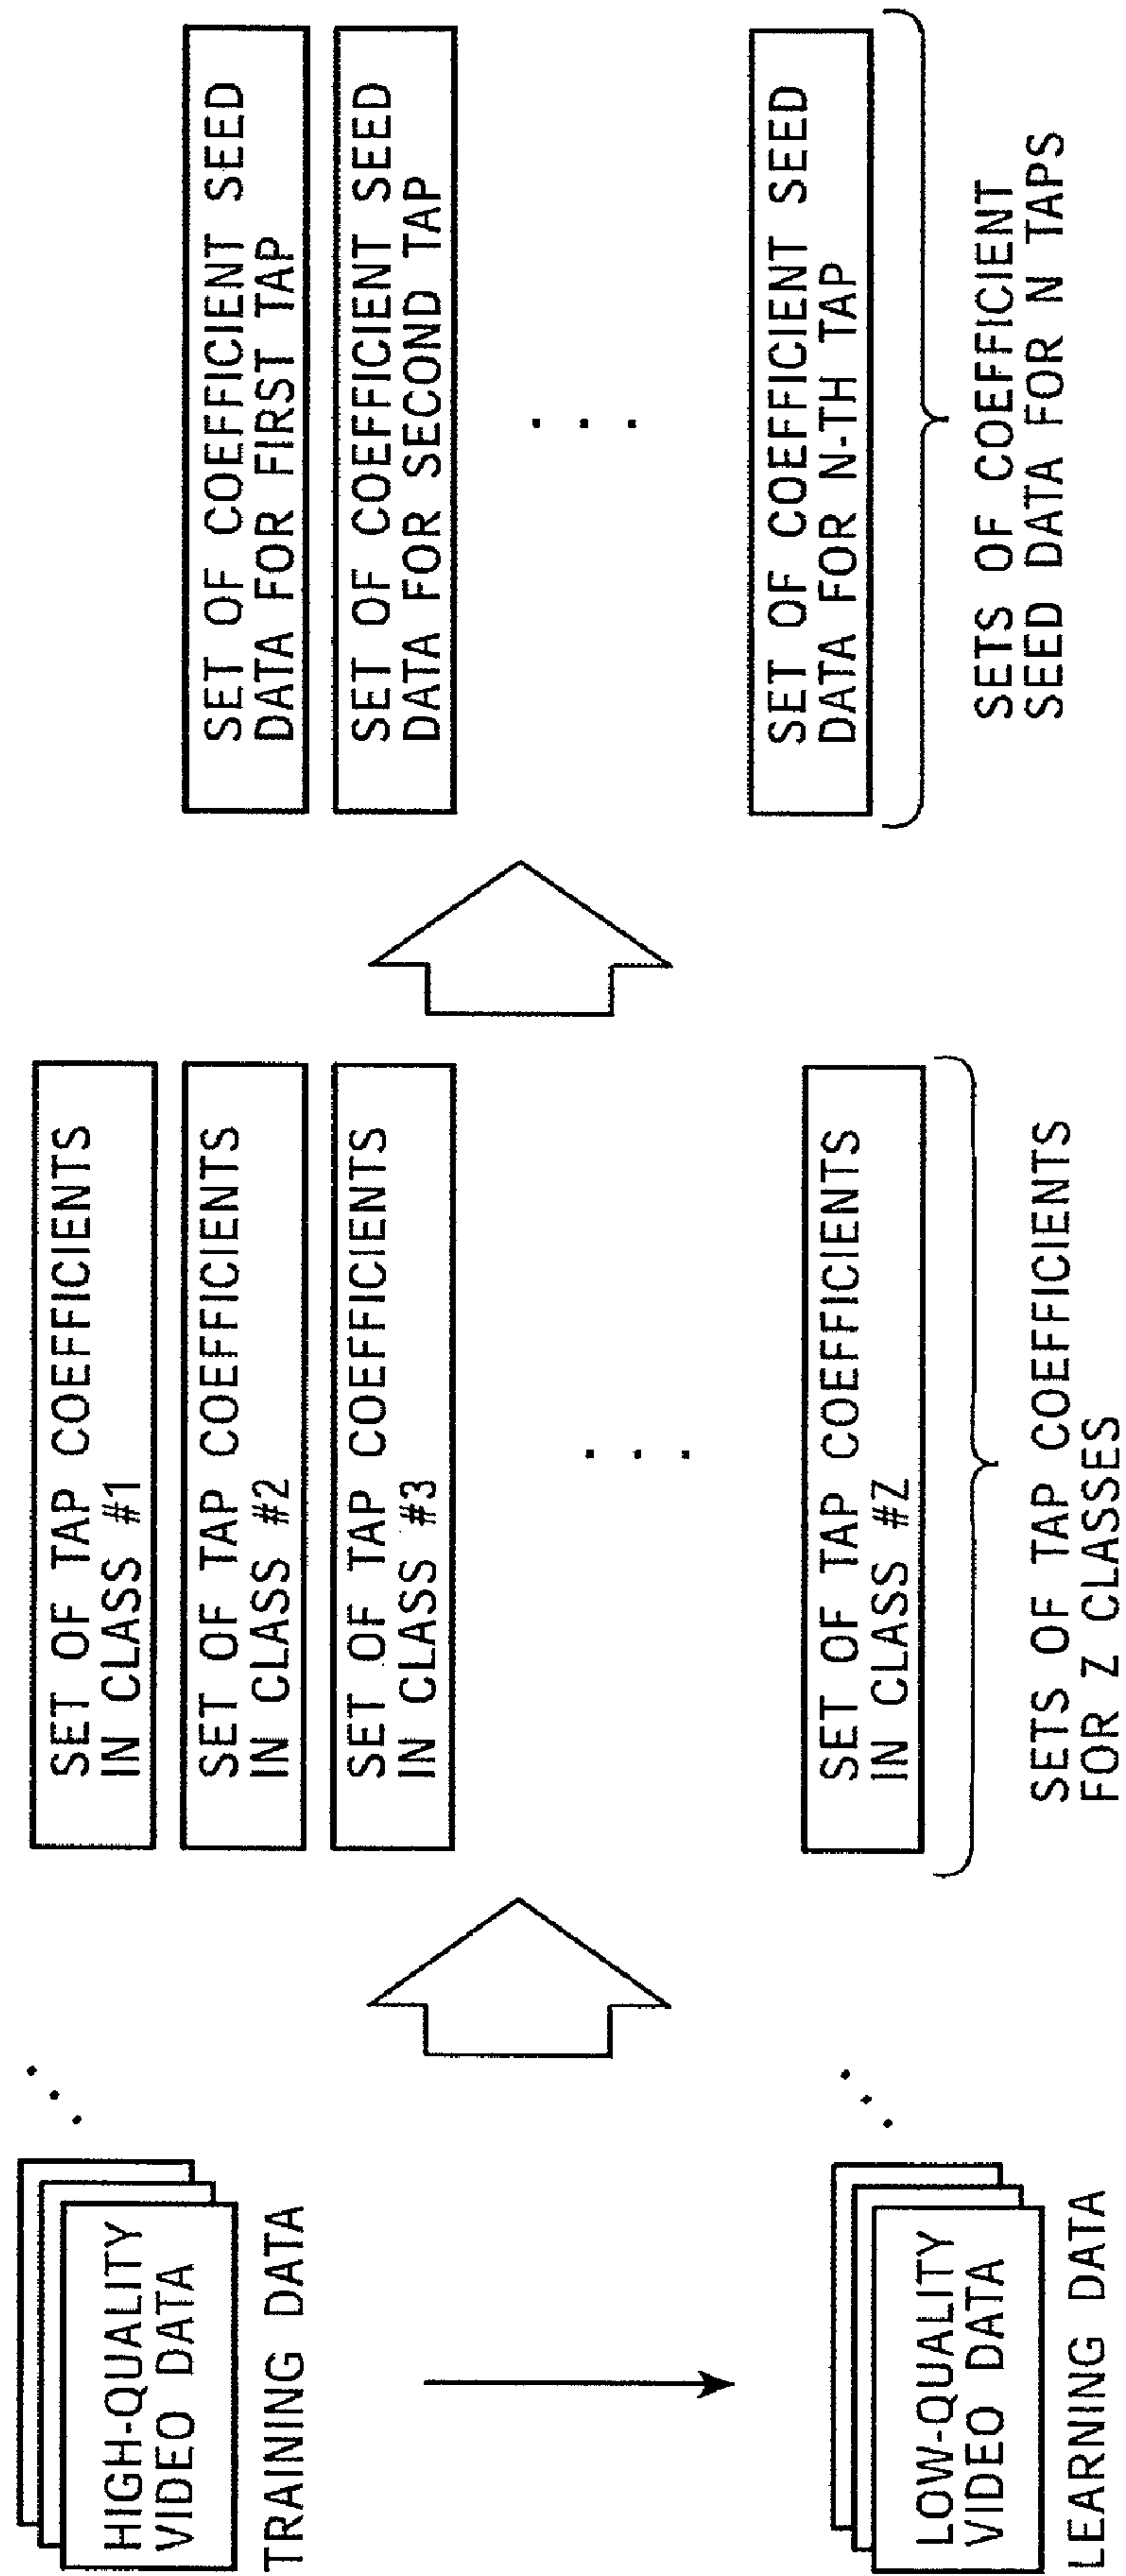 HIGH-QUALITY
VIDEO DATA
TRAINING DATA
LOW-QUALITY
VIDEO DATA
LEARNING DATA
SET OF TAP COEFFICIENTS
IN CLASS #1
SET OF TAP COEFFICIENTS
IN CLASS #2
SET OF TAP COEFFICIENTS
IN CLASS #3
. . .
SET OF TAP COEFFICIENTS
IN CLASS #Z
SETS OF TAP COEFFICIENTS
FOR Z CLASSES
SET OF COEFFICIENT SEED
DATA FOR FIRST TAP
SET OF COEFFICIENT SEED
DATA FOR SECOND TAP
. . .
SET OF COEFFICIENT SEED
DATA FOR N-TH TAP
SETS OF COEFFICIENT
SEED DATA FOR N TAPS